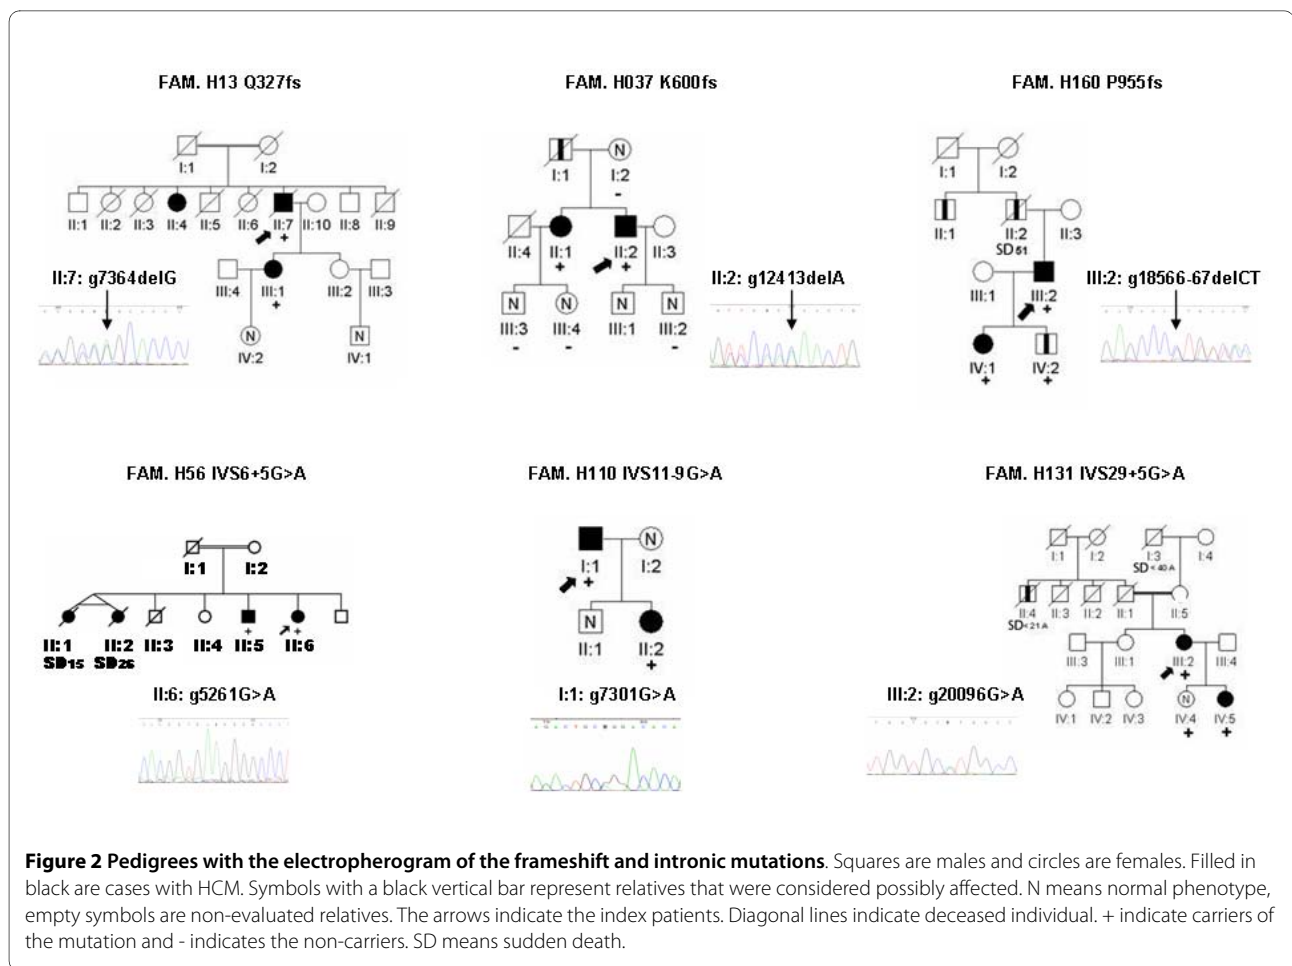 FAM. H13 Q327fs
I:1
I:2
II:1 II:2 II:3 II:4 II:5 II:6 II:7 II:10 II:8 II:9
+
II:7: g7364delG
III:4 III:1 III:2 III:3
+
N
N
IV:2
IV:1
FAM. H037 K600fs
N
I:1 I:2
-
II:4 II:1 II:2 II:3
+ +
II:2: g12413delA
N N N N
III:3 III:4 III:1 III:2
- - -
FAM. H160 P955fs
I:1 I:2
II:1 II:2 II:3
SD 51
III:2: g18566-67delCT
III:1 III:2
+
IV:1 IV:2
+ +
FAM. H56 IVS6+5G>A
I:1 I:2
+ +
II:1 II:2 II:3 II:4 II:5 II:6
SD15 SD26
II:6: g5261G>A
FAM. H110 IVS11-9G>A
N
I:1 I:2
+
N
II:1 II:2
+
I:1: g7301G>A
FAM. H131 IVS29+5G>A
I:1 I:2 I:3 I:4
SD<40 A
II:4 II:3 II:2 II:1 II:5
SD<21 A
III:3 III:1 III:2 III:4
+
III:2: g20096G>A
N
IV:1 IV:2 IV:3 IV:4 IV:5
+ +
Figure 2 Pedigrees with the electropherogram of the frameshift and intronic mutations. Squares are males and circles are females. Filled in
black are cases with HCM. Symbols with a black vertical bar represent relatives that were considered possibly affected. N means normal phenotype,
empty symbols are non-evaluated relatives. The arrows indicate the index patients. Diagonal lines indicate deceased individual. + indicate carriers of
the mutation and - indicates the non-carriers. SD means sudden death.